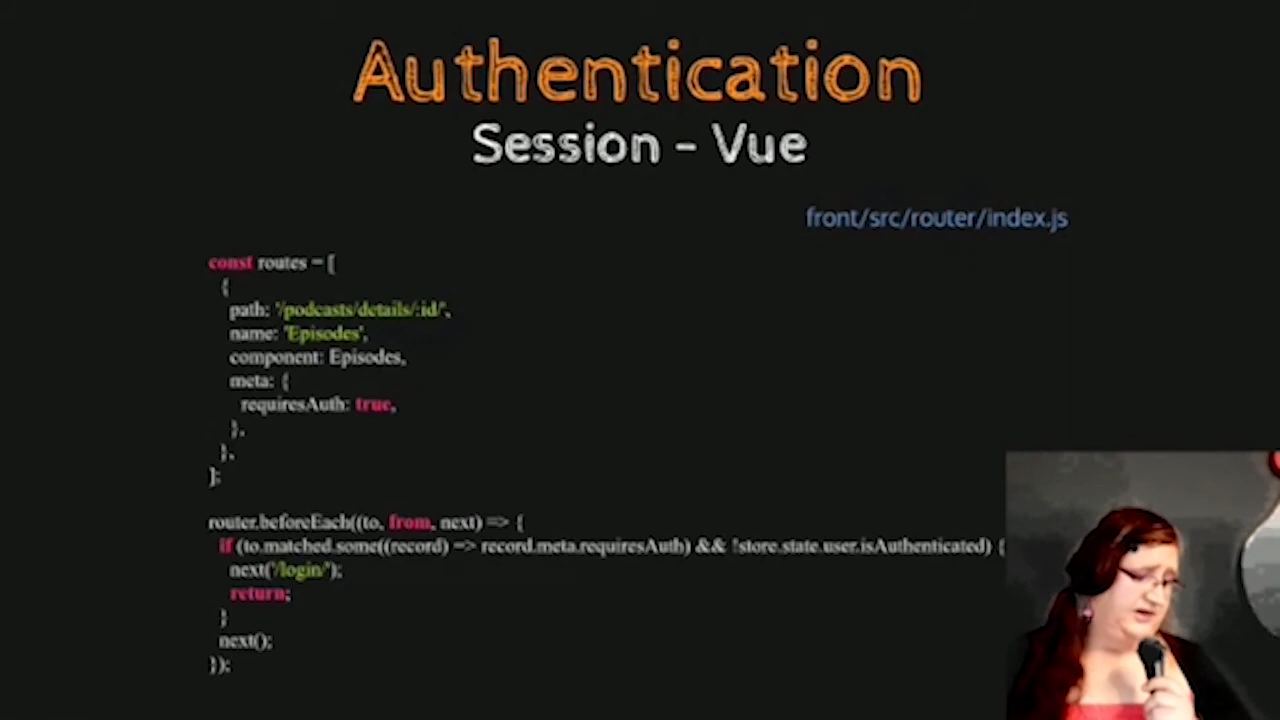 Authentication
Session - Vue
front/src/router/index.js
const routes = [
{
path: '/podcasts/details/:id/',
name: 'Episodes',
component: Episodes,
meta: {
requiresAuth: true,
},
},
];
router.beforeEach((to, from, next) => {
if (to.matched.some((record) => record.meta.requiresAuth) && !store.state.user.isAuthenticated) {
next('/login/');
return;
}
next();
});